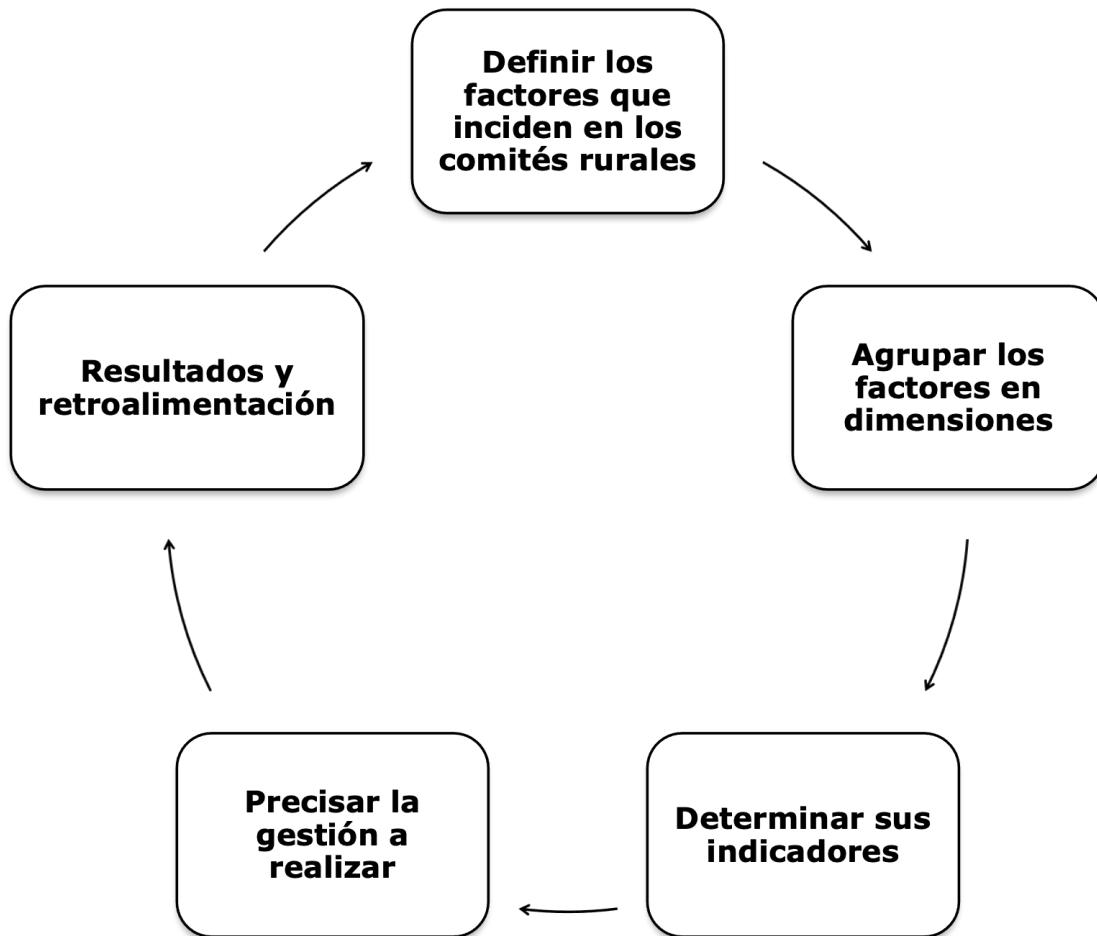 Definir los
factores que
inciden en los
comités rurales
Agrupar los
factores en
dimensiones
Determinar sus
indicadores
Precisar la
gestión a
realizar
Resultados y
retroalimentación